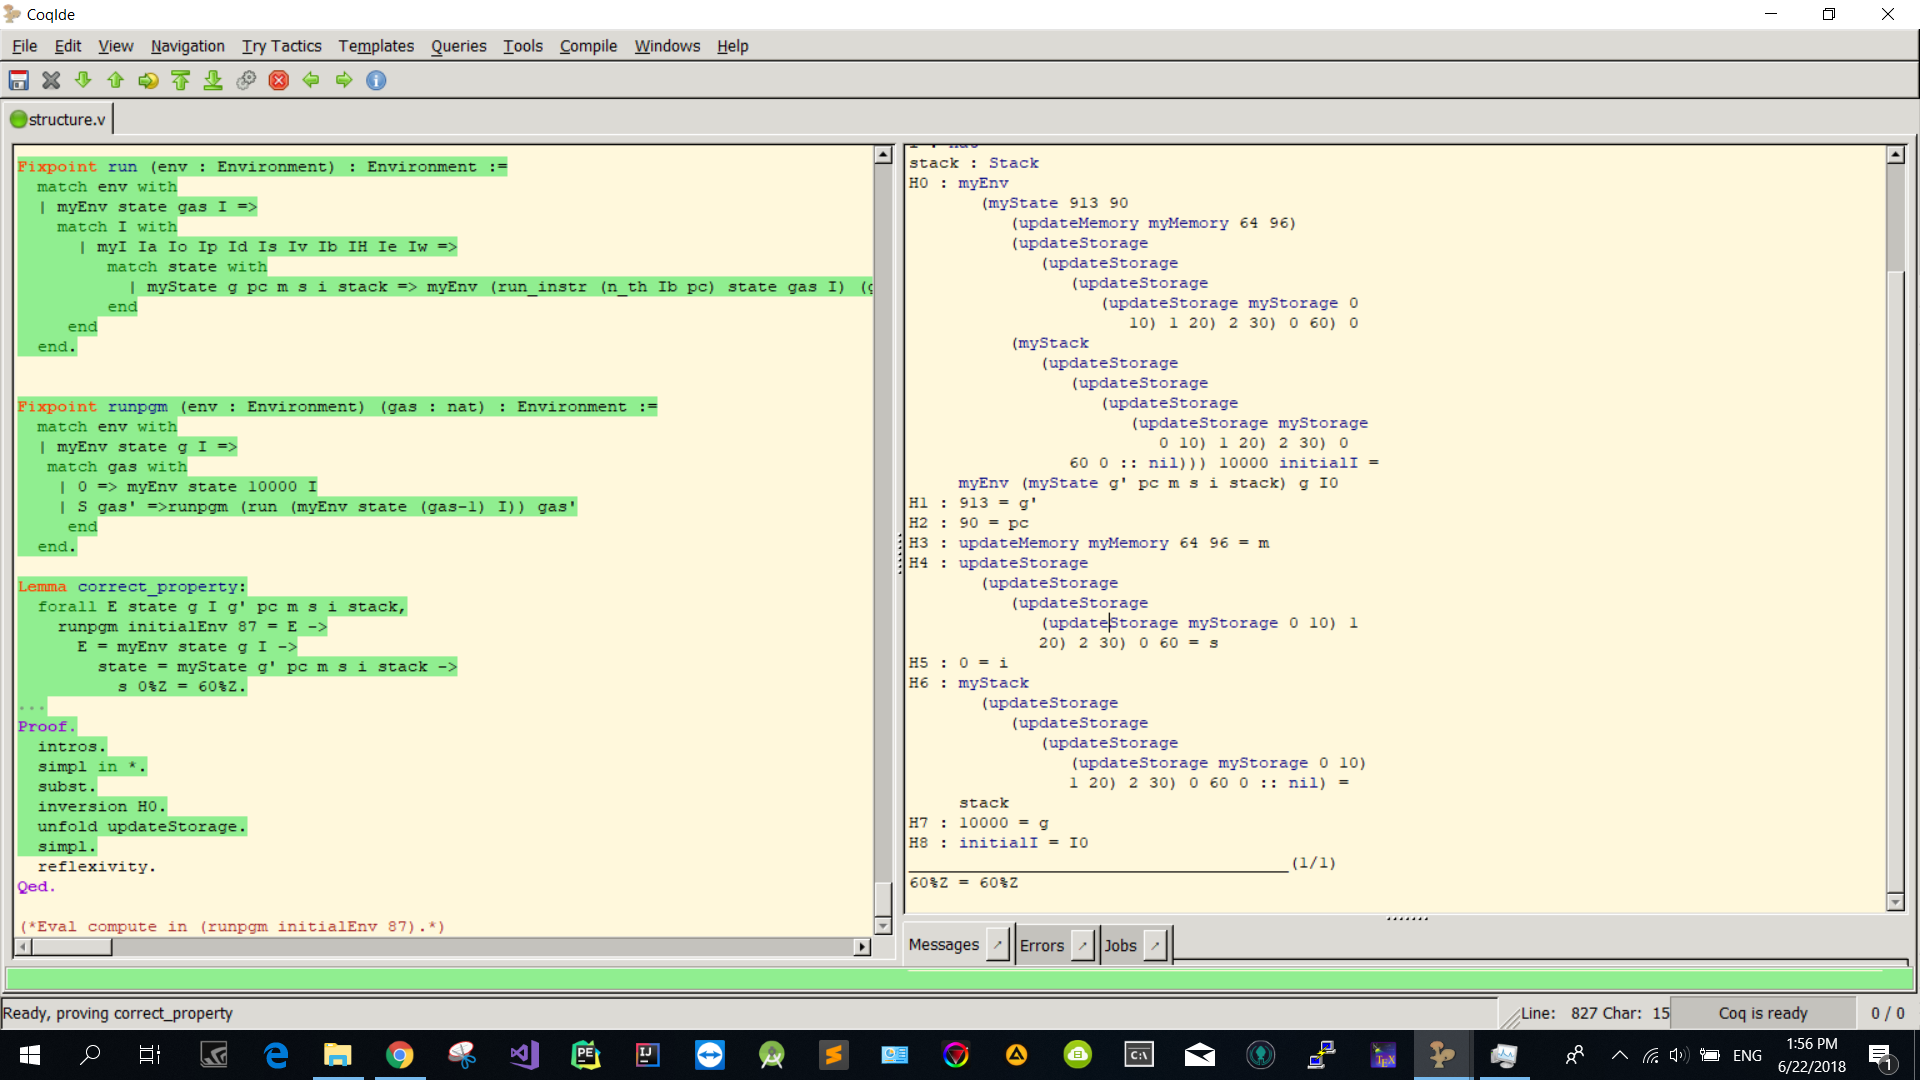 CoqIde
File Edit View Navigation Try Tactics Templates Queries Tools Compile Windows Help
structure.v
Fixpoint run (env : Environment) : Environment :=
  match env with
  | myEnv state gas I =>
    match I with
      | myI Ia Io Ip Id Is Iv Ib IH Ie Iw =>
         match state with
           | myState g pc m s i stack => myEnv (run_instr (n_th Ib pc) state gas I) (
         end
     end
  end.
Fixpoint runpgm (env : Environment) (gas : nat) : Environment :=
  match env with
  | myEnv state g I =>
   match gas with
    | 0 => myEnv state 10000 I
    | S gas' =>runpgm (run (myEnv state (gas-1) I)) gas'
     end
  end.
Lemma correct_property:
  forall E state g I g' pc m s i stack,
    runpgm initialEnv 87 = E ->
      E = myEnv state g I ->
        state = myState g' pc m s i stack ->
          s 0%Z = 60%Z.
...
Proof.
  intros.
  simpl in *.
  subst.
  inversion H0.
  unfold updateStorage.
  simpl.
  reflexivity.
Qed.
(*Eval compute in (runpgm initialEnv 87).*)
stack : Stack
H0 : myEnv
       (myState 913 90
          (updateMemory myMemory 64 96)
          (updateStorage
             (updateStorage
                (updateStorage
                   (updateStorage myStorage 0
                      10) 1 20) 2 30) 0 60) 0
          (myStack
             (updateStorage
                (updateStorage
                   (updateStorage
                      (updateStorage myStorage
                         0 10) 1 20) 2 30) 0
                60 0 :: nil))) 10000 initialI =
     myEnv (myState g' pc m s i stack) g I0
H1 : 913 = g'
H2 : 90 = pc
H3 : updateMemory myMemory 64 96 = m
H4 : updateStorage
       (updateStorage
          (updateStorage
             (updateStorage myStorage 0 10) 1
             20) 2 30) 0 60 = s
H5 : 0 = i
H6 : myStack
       (updateStorage
          (updateStorage
             (updateStorage
                (updateStorage myStorage 0 10)
                1 20) 2 30) 0 60 0 :: nil) =
     stack
H7 : 10000 = g
H8 : initialI = I0
______________________________________(1/1)
60%Z = 60%Z
Messages Errors Jobs
Ready, proving correct_property
Line: 827 Char: 15 Coq is ready 0 / 0
ENG
1:56 PM
6/22/2018
1